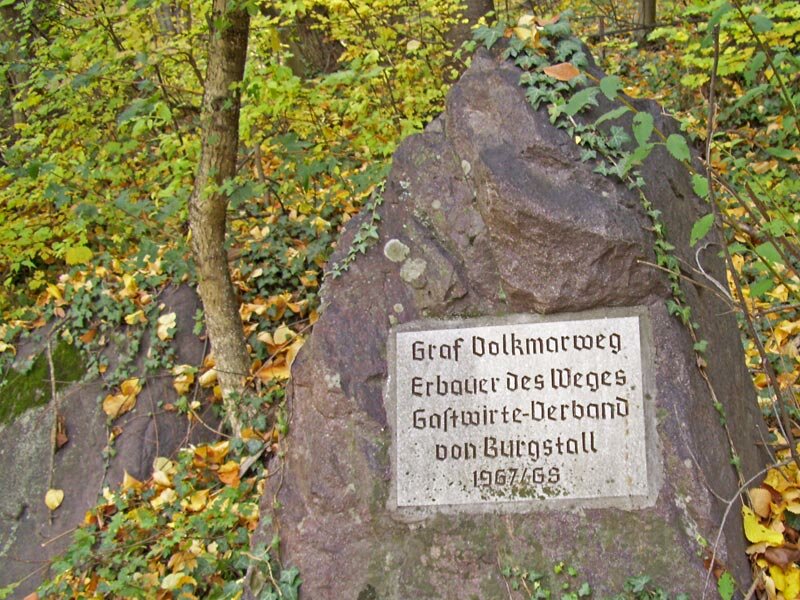 Graf Volkmarweg
Erbauer des Weges
Gastwirte-Verband
von Burgstall
1967/68